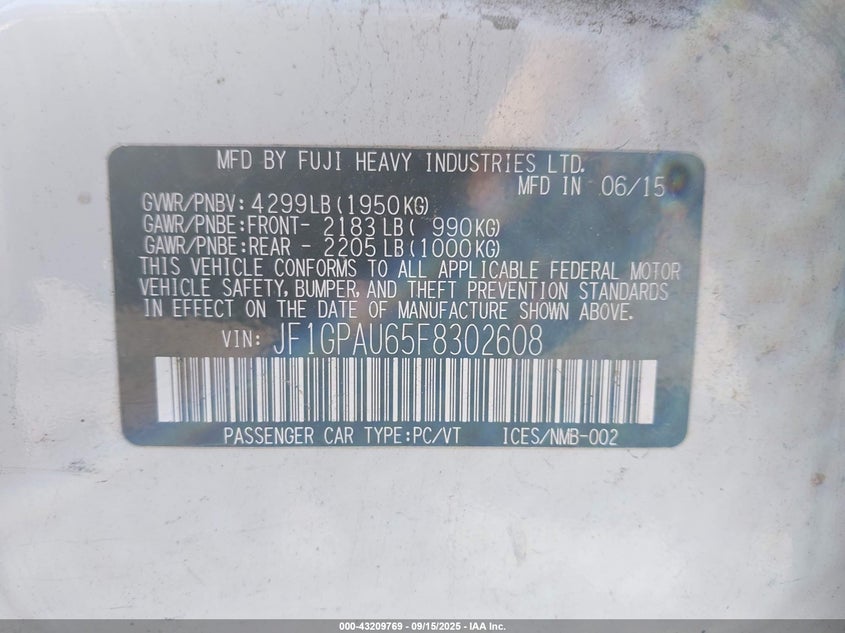 MFD BY FUJI HEAVY INDUSTRIES LTD.
MFD IN 06/15
GVWR/PNBV: 4299LB(1950KG)
GAWR/PNBE:FRONT- 2183LB( 990KG)
GAWR/PNBE:REAR - 2205LB(1000KG)
THIS VEHICLE CONFORMS TO ALL APPLICABLE FEDERAL MOTOR
VEHICLE SAFETY, BUMPER, AND THEFT PREVENTION STANDARDS
IN EFFECT ON THE DATE OF MANUFACTURE SHOWN ABOVE.
VIN: JF1GPAU65F8302608
PASSENGER CAR TYPE:PC/VT ICES/NMB-002
000-43209769 - 09/15/2025 - IAA Inc.